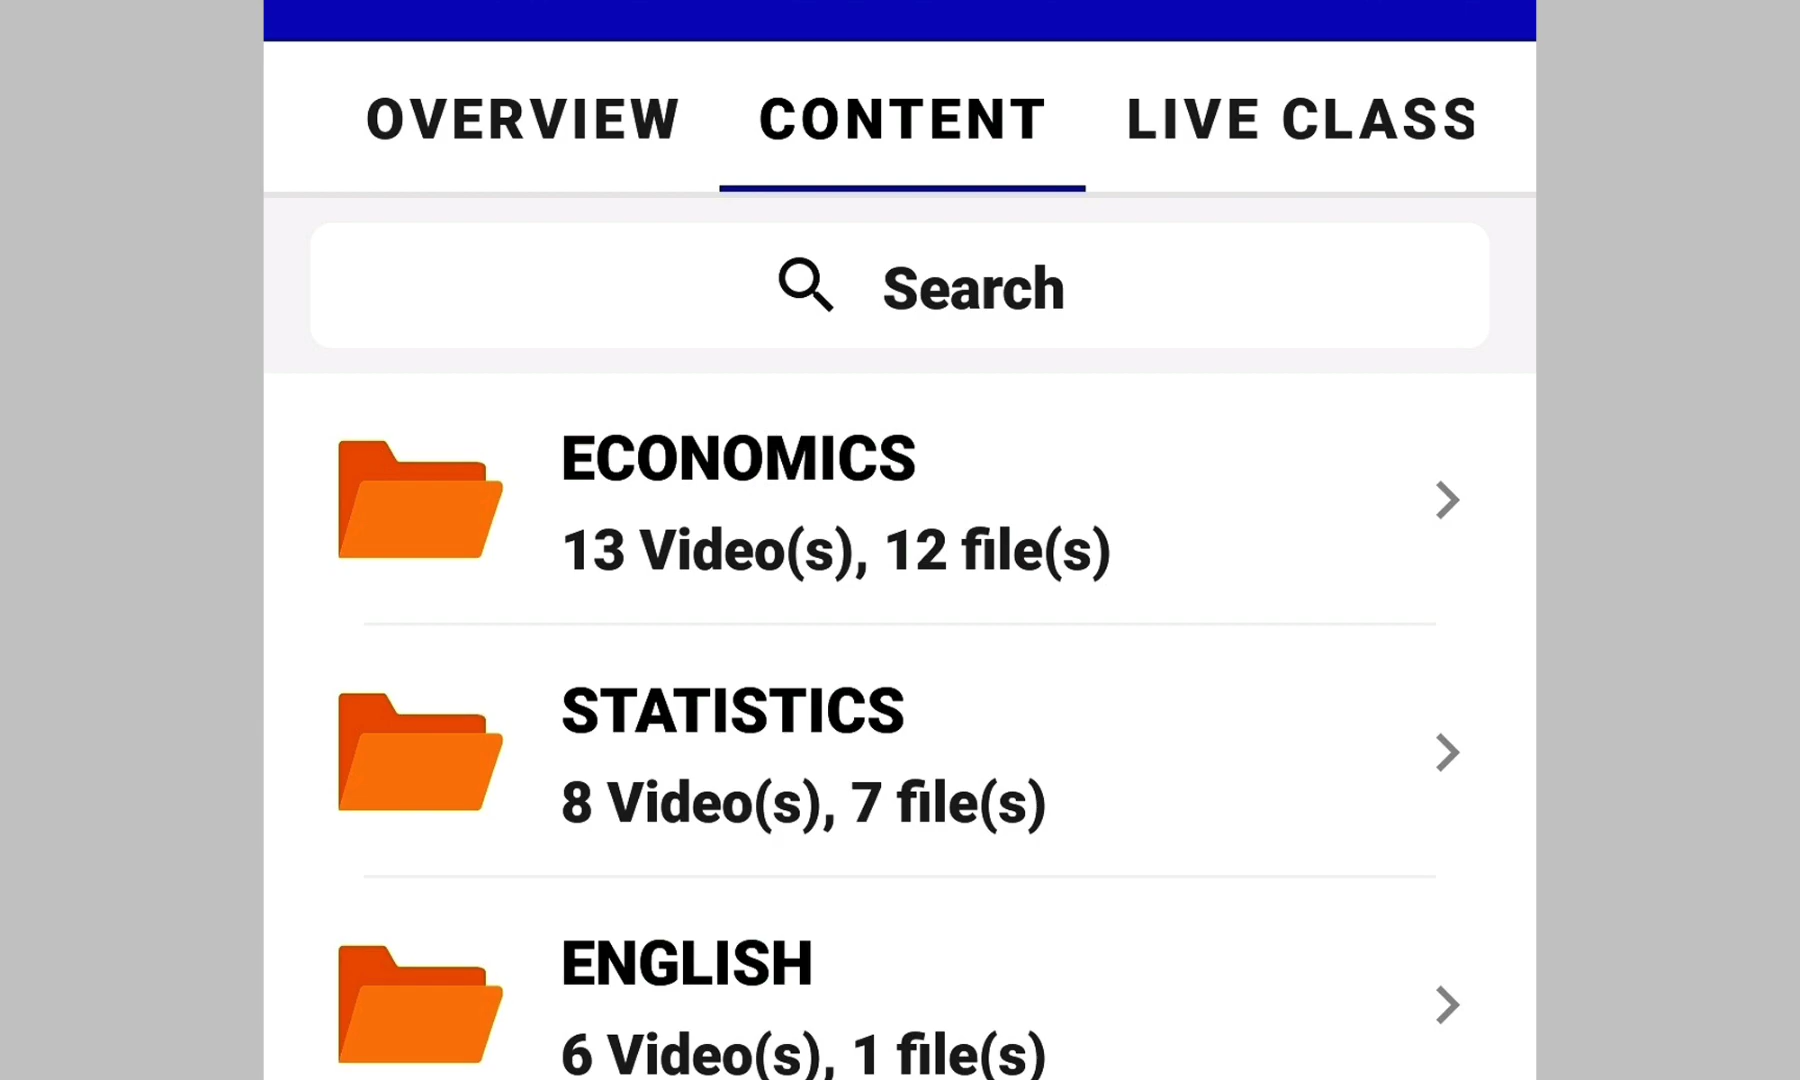 OVERVIEW CONTENT LIVE CLASS
Search
ECONOMICS
13 Video(s), 12 file(s)
STATISTICS
8 Video(s), 7 file(s)
ENGLISH
6 Video(s), 1 file(s)